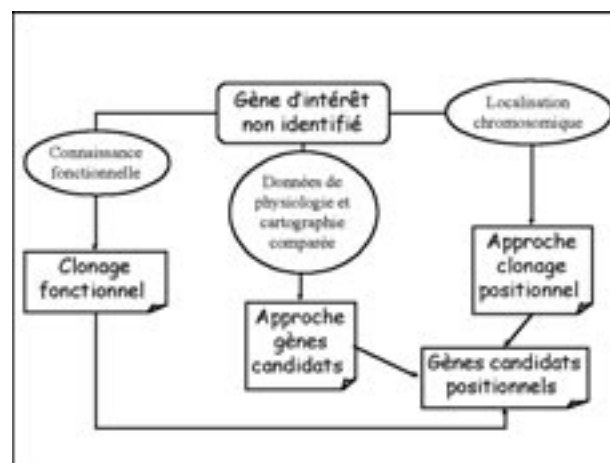 Gène d'intérêt
non identifié
Localisation
chromosomique
Connaissance
fonctionnelle
Données de
physiologie et
cartographie
comparée
Clonage
fonctionnel
Approche
clonage
positionnel
Approche
gènes
candidats
Gènes candidats
positionnels